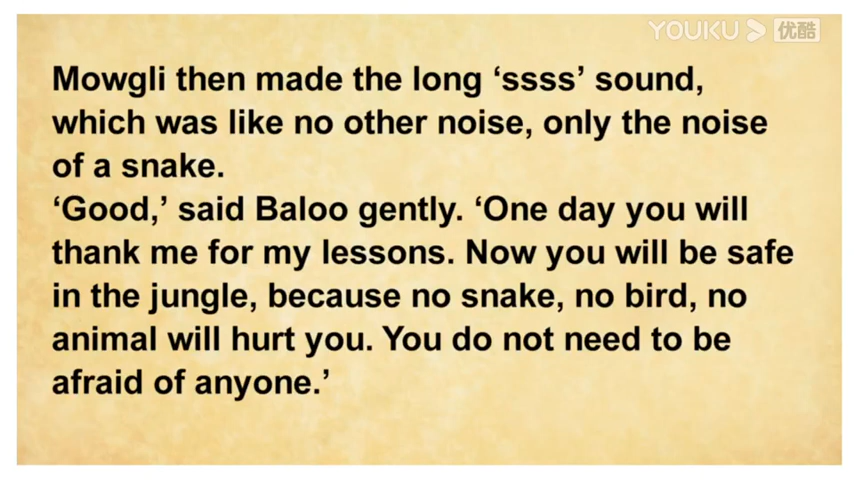 YOUKU 优酷
Mowgli then made the long ‘ssss’ sound,
which was like no other noise, only the noise
of a snake.
‘Good,’ said Baloo gently. ‘One day you will
thank me for my lessons. Now you will be safe
in the jungle, because no snake, no bird, no
animal will hurt you. You do not need to be
afraid of anyone.’